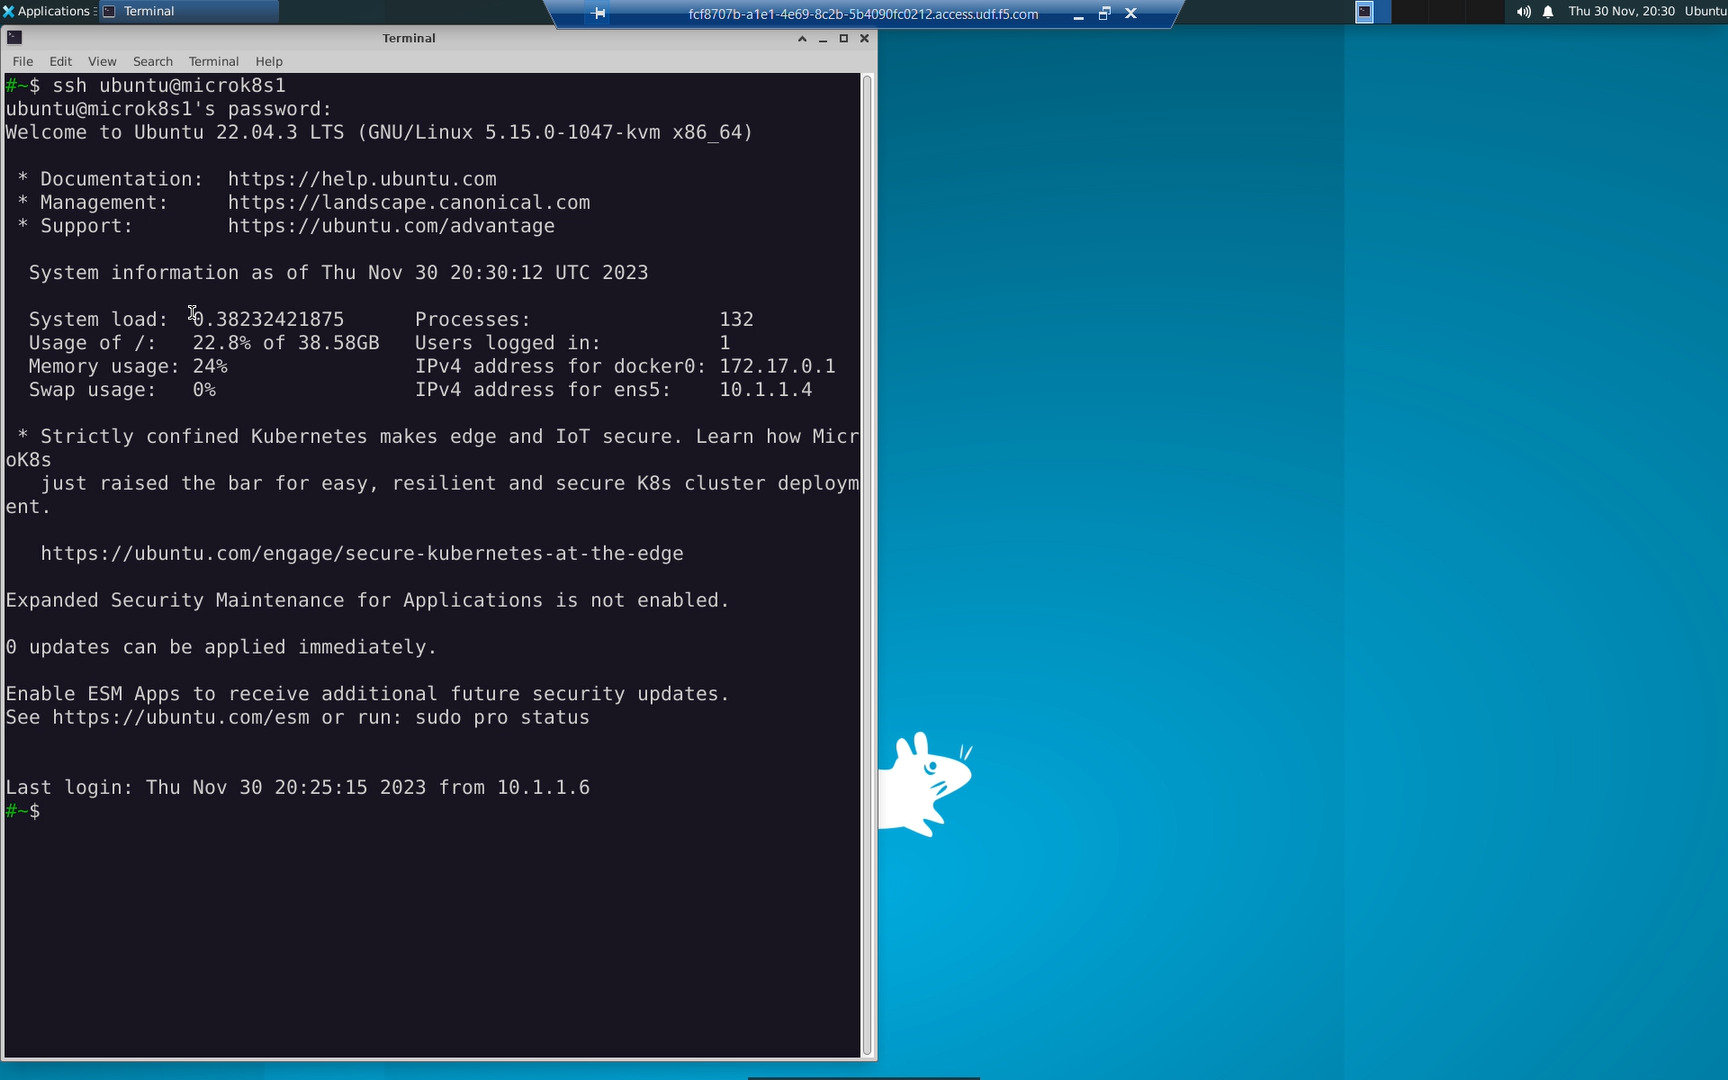 Applications
Terminal
fcf8707b-a1e1-4e69-8c2b-5b4090fc0212.access.udf.f5.com
Thu 30 Nov, 20:30 Ubuntu
Terminal
File Edit View Search Terminal Help
#~$ ssh ubuntu@microk8s1
ubuntu@microk8s1's password:
Welcome to Ubuntu 22.04.3 LTS (GNU/Linux 5.15.0-1047-kvm x86_64)
* Documentation: https://help.ubuntu.com
* Management: https://landscape.canonical.com
* Support: https://ubuntu.com/advantage
System information as of Thu Nov 30 20:30:12 UTC 2023
System load: 0.38232421875 Processes: 132
Usage of /: 22.8% of 38.58GB Users logged in: 1
Memory usage: 24% IPv4 address for docker0: 172.17.0.1
Swap usage: 0% IPv4 address for ens5: 10.1.1.4
* Strictly confined Kubernetes makes edge and IoT secure. Learn how Micr
oK8s
just raised the bar for easy, resilient and secure K8s cluster deploym
ent.
https://ubuntu.com/engage/secure-kubernetes-at-the-edge
Expanded Security Maintenance for Applications is not enabled.
0 updates can be applied immediately.
Enable ESM Apps to receive additional future security updates.
See https://ubuntu.com/esm or run: sudo pro status
Last login: Thu Nov 30 20:25:15 2023 from 10.1.1.6
#~$